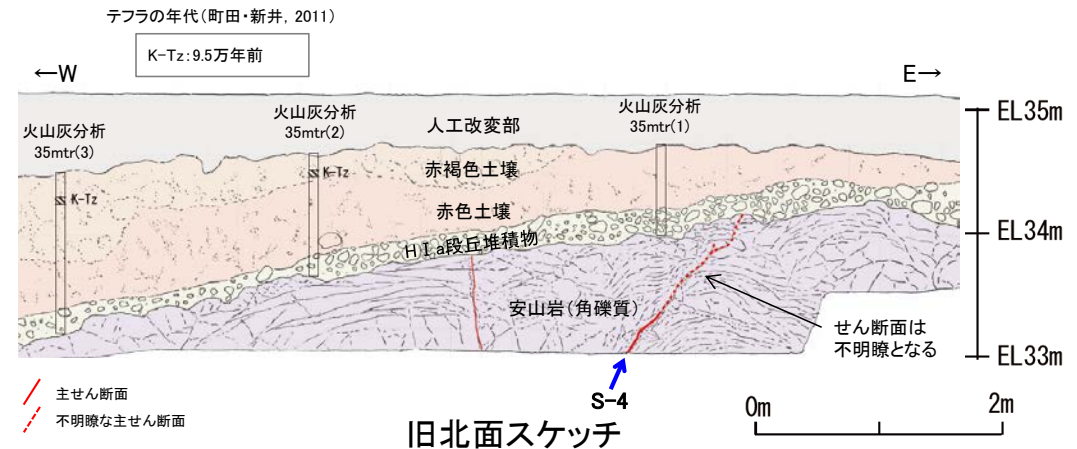 テフラの年代(町田・新井, 2011)
K-Tz:9.5万年前
←W
E→
火山灰分析
35mtr(3)
火山灰分析
35mtr(2)
人工改変部
火山灰分析
35mtr(1)
EL35m
K-Tz
K-Tz
赤褐色土壌
赤色土壌
HⅠa段丘堆積物
EL34m
安山岩(角礫質)
せん断面は
不明瞭となる
EL33m
主せん断面
不明瞭な主せん断面
S-4
旧北面スケッチ
0m
2m